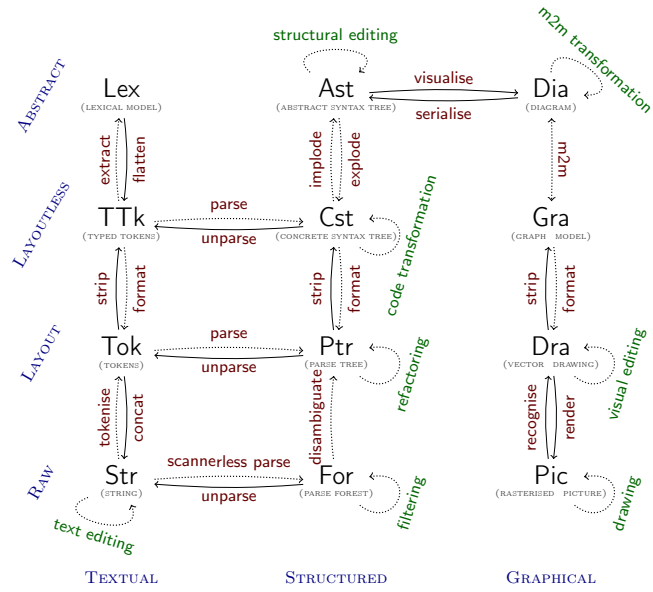 structural editing
m2m transformation
ABSTRACT
Lex
(LEXICAL MODEL)
Ast
(ABSTRACT SYNTAX TREE)
visualise
serialise
Dia
(DIAGRAM)
extract
flatten
implode
explode
m2m
LAYOUTLESS
TTk
(TYPED TOKENS)
parse
unparse
Cst
(CONCRETE SYNTAX TREE)
code transformation
Gra
(GRAPH MODEL)
strip
format
strip
format
strip
format
LAYOUT
Tok
(TOKENS)
parse
unparse
Ptr
(PARSE TREE)
refactoring
Dra
(VECTOR DRAWING)
visual editing
tokenise
concat
disambiguate
recognise
render
RAW
Str
(STRING)
scannerless parse
unparse
For
(PARSE FOREST)
filtering
Pic
(RASTERISED PICTURE)
drawing
text editing
TEXTUAL
STRUCTURED
GRAPHICAL